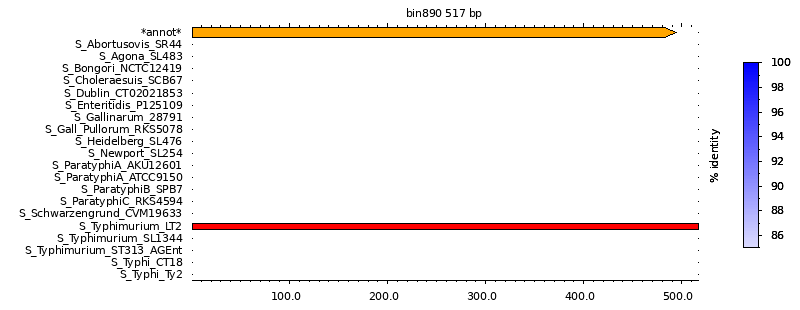 bin890 517 bp
*annot*
S_Abortusovis_SR44
S_Agona_SL483
S_Bongori_NCTC12419
S_Choleraesuis_SCB67
S_Dublin_CT02021853
S_Enteritidis_P125109
S_Gallinarum_28791
S_Gall_Pullorum_RKS5078
S_Heidelberg_SL476
S_Newport_SL254
S_ParatyphiA_AKU12601
S_ParatyphiA_ATCC9150
S_ParatyphiB_SPB7
S_ParatyphiC_RKS4594
S_Schwarzengrund_CVM19633
S_Typhimurium_LT2
S_Typhimurium_SL1344
S_Typhimurium_ST313_AGEnt
S_Typhi_CT18
S_Typhi_Ty2
100.0 200.0 300.0 400.0 500.0
% identity
100
98
96
94
92
90
88
86